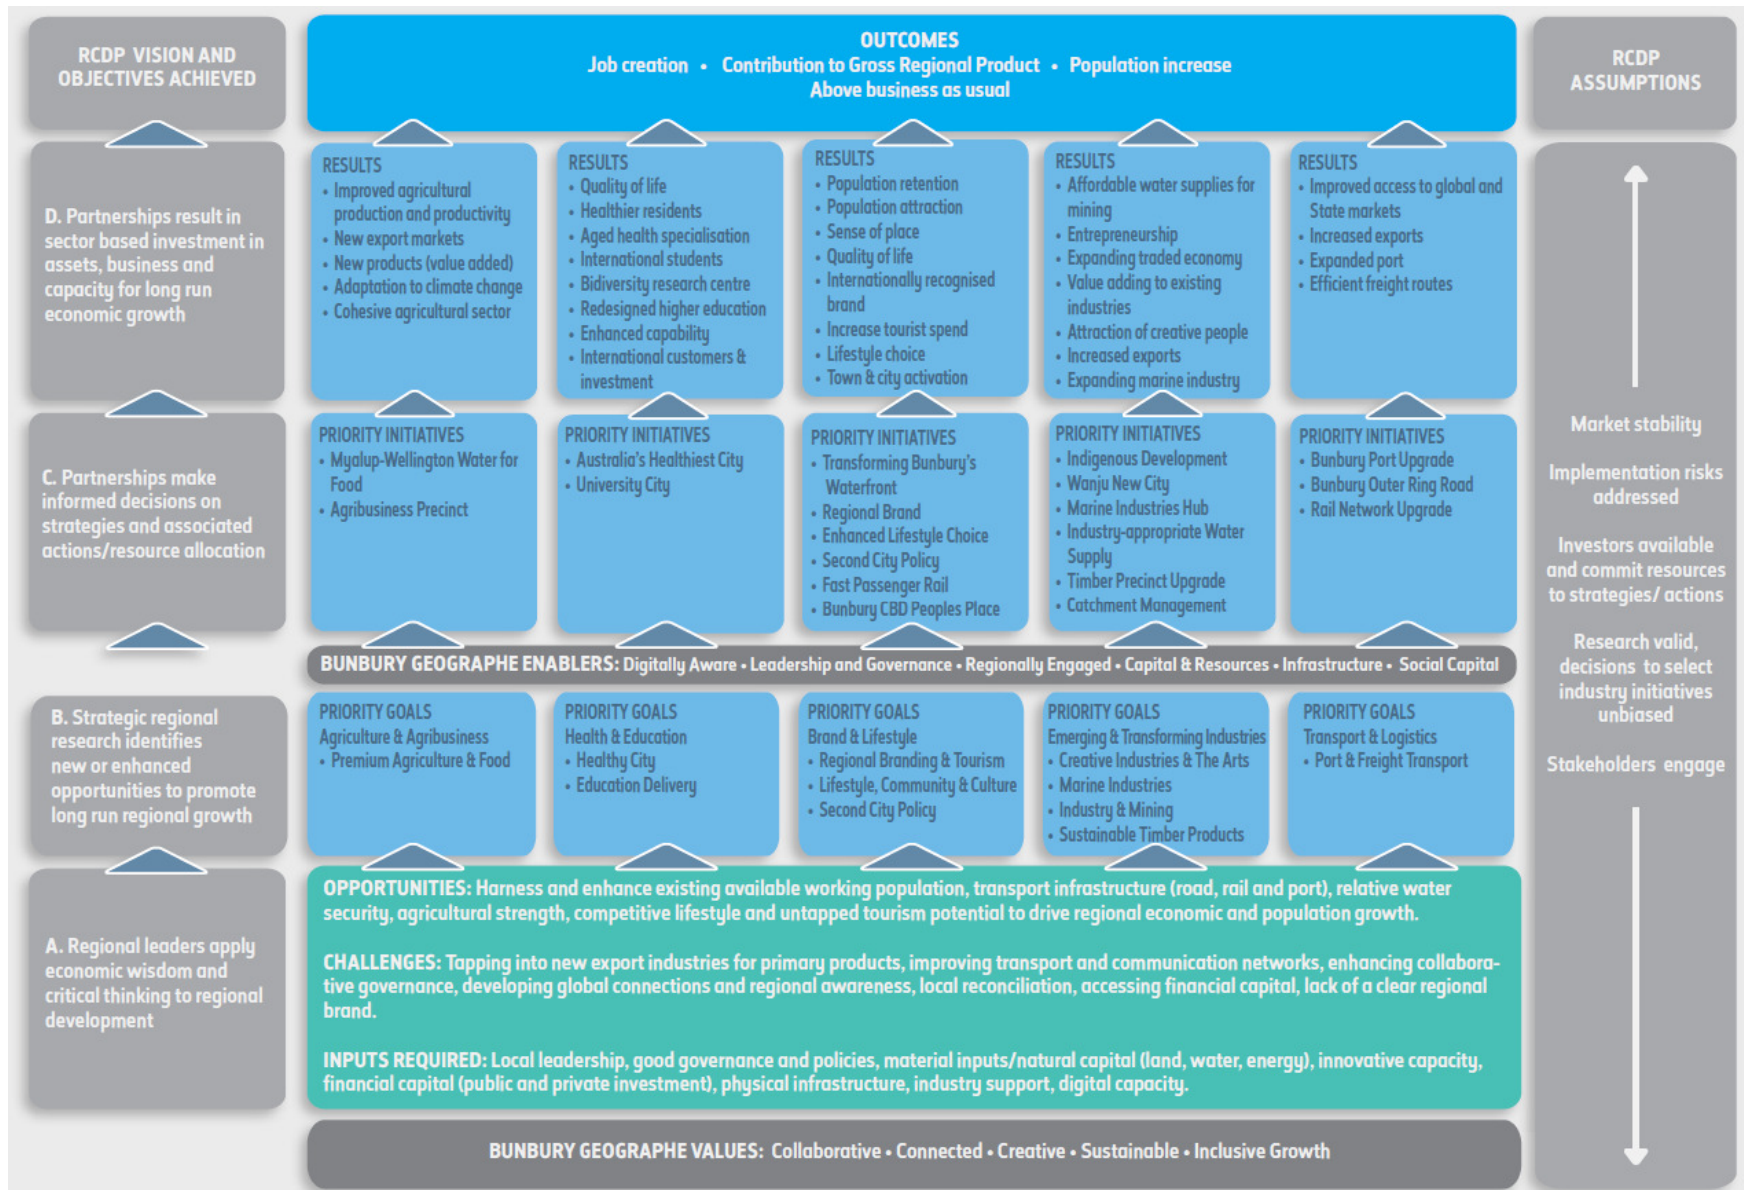 RCDP VISION AND
OBJECTIVES ACHIEVED
OUTCOMES
Job creation • Contribution to Gross Regional Product • Population increase
Above business as usual
RCDP
ASSUMPTIONS
D. Partnerships result in
sector based investment in
assets, business and
capacity for long run
economic growth
RESULTS
• Improved agricultural
production and productivity
• New export markets
• New products (value added)
• Adaptation to climate change
• Cohesive agricultural sector
RESULTS
• Quality of life
• Healthier residents
• Aged health specialisation
• International students
• Bidiversity research centre
• Redesigned higher education
• Enhanced capability
• International customers &
investment
RESULTS
• Population retention
• Population attraction
• Sense of place
• Quality of life
• Internationally recognised
brand
• Increase tourist spend
• Lifestyle choice
• Town & city activation
RESULTS
• Affordable water supplies for
mining
• Entrepreneurship
• Expanding traded economy
• Value adding to existing
industries
• Attraction of creative people
• Increased exports
• Expanding marine industry
RESULTS
• Improved access to global and
State markets
• Increased exports
• Expanded port
• Efficient freight routes
C. Partnerships make
informed decisions on
strategies and associated
actions/resource allocation
PRIORITY INITIATIVES
• Myalup-Wellington Water for
Food
• Agribusiness Precinct
PRIORITY INITIATIVES
• Australia's Healthiest City
• University City
PRIORITY INITIATIVES
• Transforming Bunbury's
Waterfront
• Regional Brand
• Enhanced Lifestyle Choice
• Second City Policy
• Fast Passenger Rail
• Bunbury CBD Peoples Place
PRIORITY INITIATIVES
• Indigenous Development
• Wanju New City
• Marine Industries Hub
• Industry-appropriate Water
Supply
• Timber Precinct Upgrade
• Catchment Management
PRIORITY INITIATIVES
• Bunbury Port Upgrade
• Bunbury Outer Ring Road
• Rail Network Upgrade
Market stability
Implementation risks
addressed
Investors available
and commit resources
to strategies/ actions
Research valid,
decisions to select
industry initiatives
unbiased
Stakeholders engage
BUNBURY GEOGRAPHE ENABLERS: Digitally Aware • Leadership and Governance • Regionally Engaged • Capital & Resources • Infrastructure • Social Capital
B. Strategic regional
research identifies
new or enhanced
opportunities to promote
long run regional growth
PRIORITY GOALS
Agriculture & Agribusiness
• Premium Agriculture & Food
PRIORITY GOALS
Health & Education
• Healthy City
• Education Delivery
PRIORITY GOALS
Brand & Lifestyle
• Regional Branding & Tourism
• Lifestyle, Community & Culture
• Second City Policy
PRIORITY GOALS
Emerging & Transforming Industries
• Creative Industries & The Arts
• Marine Industries
• Industry & Mining
• Sustainable Timber Products
PRIORITY GOALS
Transport & Logistics
• Port & Freight Transport
A. Regional leaders apply
economic wisdom and
critical thinking to regional
development
OPPORTUNITIES: Harness and enhance existing available working population, transport infrastructure (road, rail and port), relative water
security, agricultural strength, competitive lifestyle and untapped tourism potential to drive regional economic and population growth.
CHALLENGES: Tapping into new export industries for primary products, improving transport and communication networks, enhancing collabora-
tive governance, developing global connections and regional awareness, local reconciliation, accessing financial capital, lack of a clear regional
brand.
INPUTS REQUIRED: Local leadership, good governance and policies, material inputs/natural capital (land, water, energy), innovative capacity,
financial capital (public and private investment), physical infrastructure, industry support, digital capacity.
BUNBURY GEOGRAPHE VALUES: Collaborative • Connected • Creative • Sustainable • Inclusive Growth